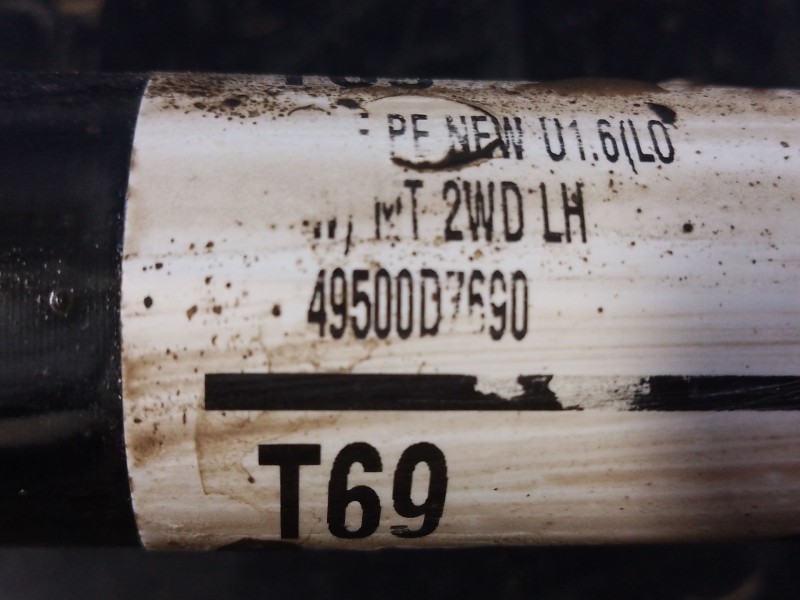 PE NEW U1.6(LO
W) MT 2WD LH
49500D7690
T69